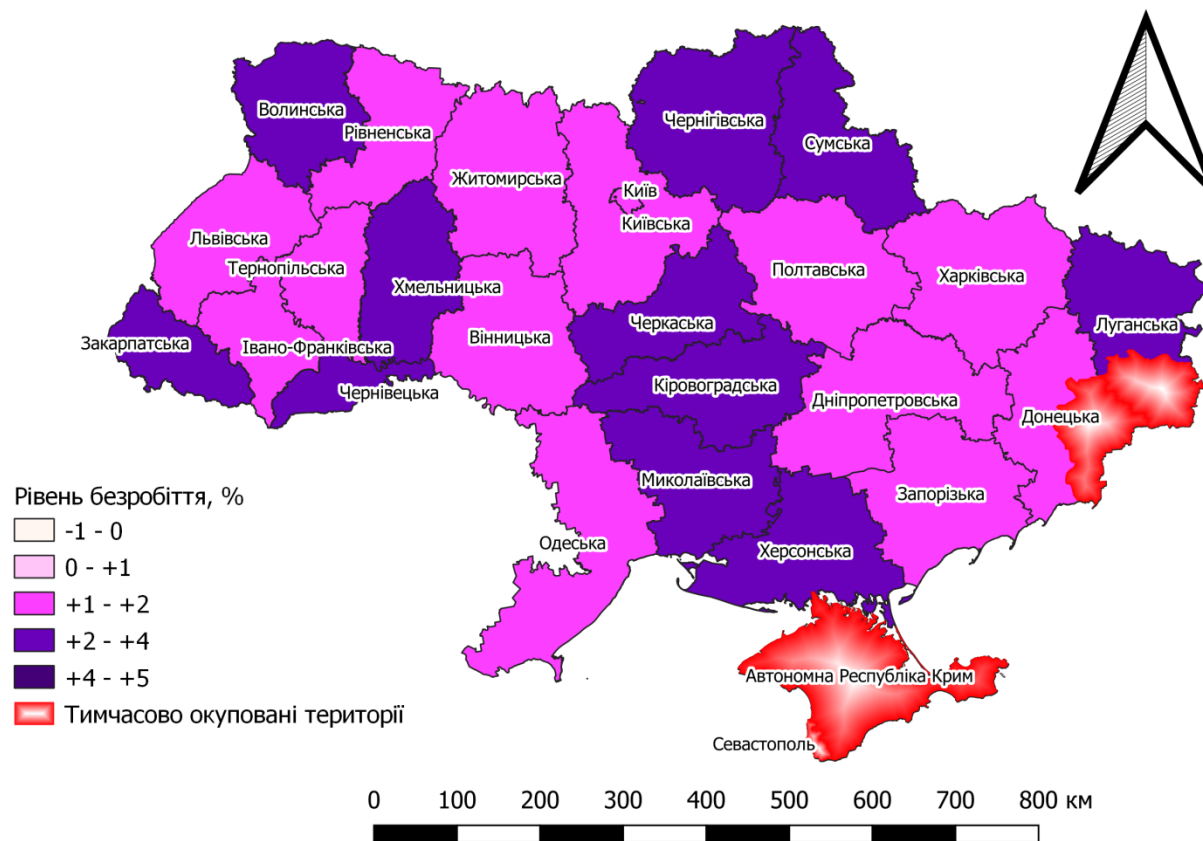 Волинська
Рівненська
Чернігівська
Сумська
Житомирська
Київ
Київська
Львівська
Тернопільська
Хмельницька
Полтавська
Харківська
Закарпатська
Івано-Франківська
Вінницька
Черкаська
Луганська
Чернівецька
Кіровоградська
Дніпропетровська
Донецька
Миколаївська
Запорізька
Одеська
Херсонська
Автономна Республіка Крим
Севастополь
Рівень безробіття, %
-1 - 0
0 - +1
+1 - +2
+2 - +4
+4 - +5
Тимчасово окуповані території
0 100 200 300 400 500 600 700 800 км